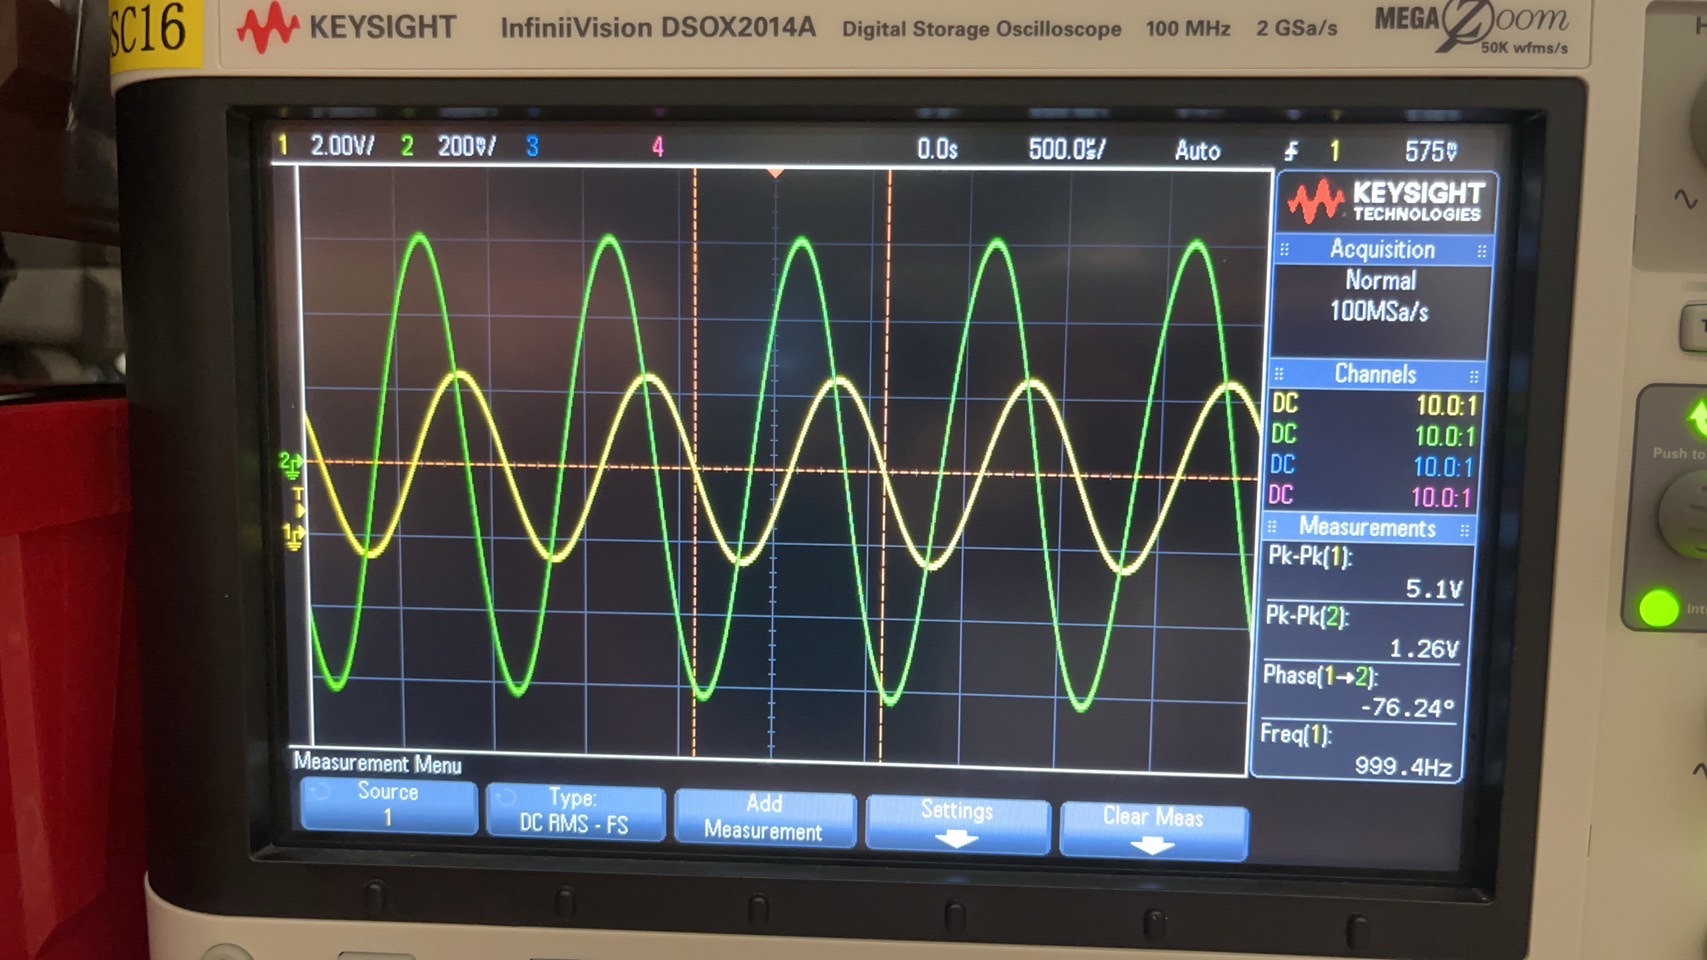 SC16
KEYSIGHT InfiniiVision DSOX2014A Digital Storage Oscilloscope 100 MHz 2 GSa/s MEGA Zoom
50K wfms/s
1 2.00V/ 2 200mV/ 3 4 0.0s 500.0us/ Auto 1 575mV
KEYSIGHT
TECHNOLOGIES
Acquisition
Normal
100MSa/s
Channels
DC 10.0:1
DC 10.0:1
DC 10.0:1
DC 10.0:1
Measurements
Pk-Pk(1):
5.1V
Pk-Pk(2):
1.26V
Phase(1→2):
-76.24°
Freq(1):
999.4Hz
2
T
1
Measurement Menu
Source
1
Type:
DC RMS - FS
Add
Measurement
Settings
Clear Meas
Push to